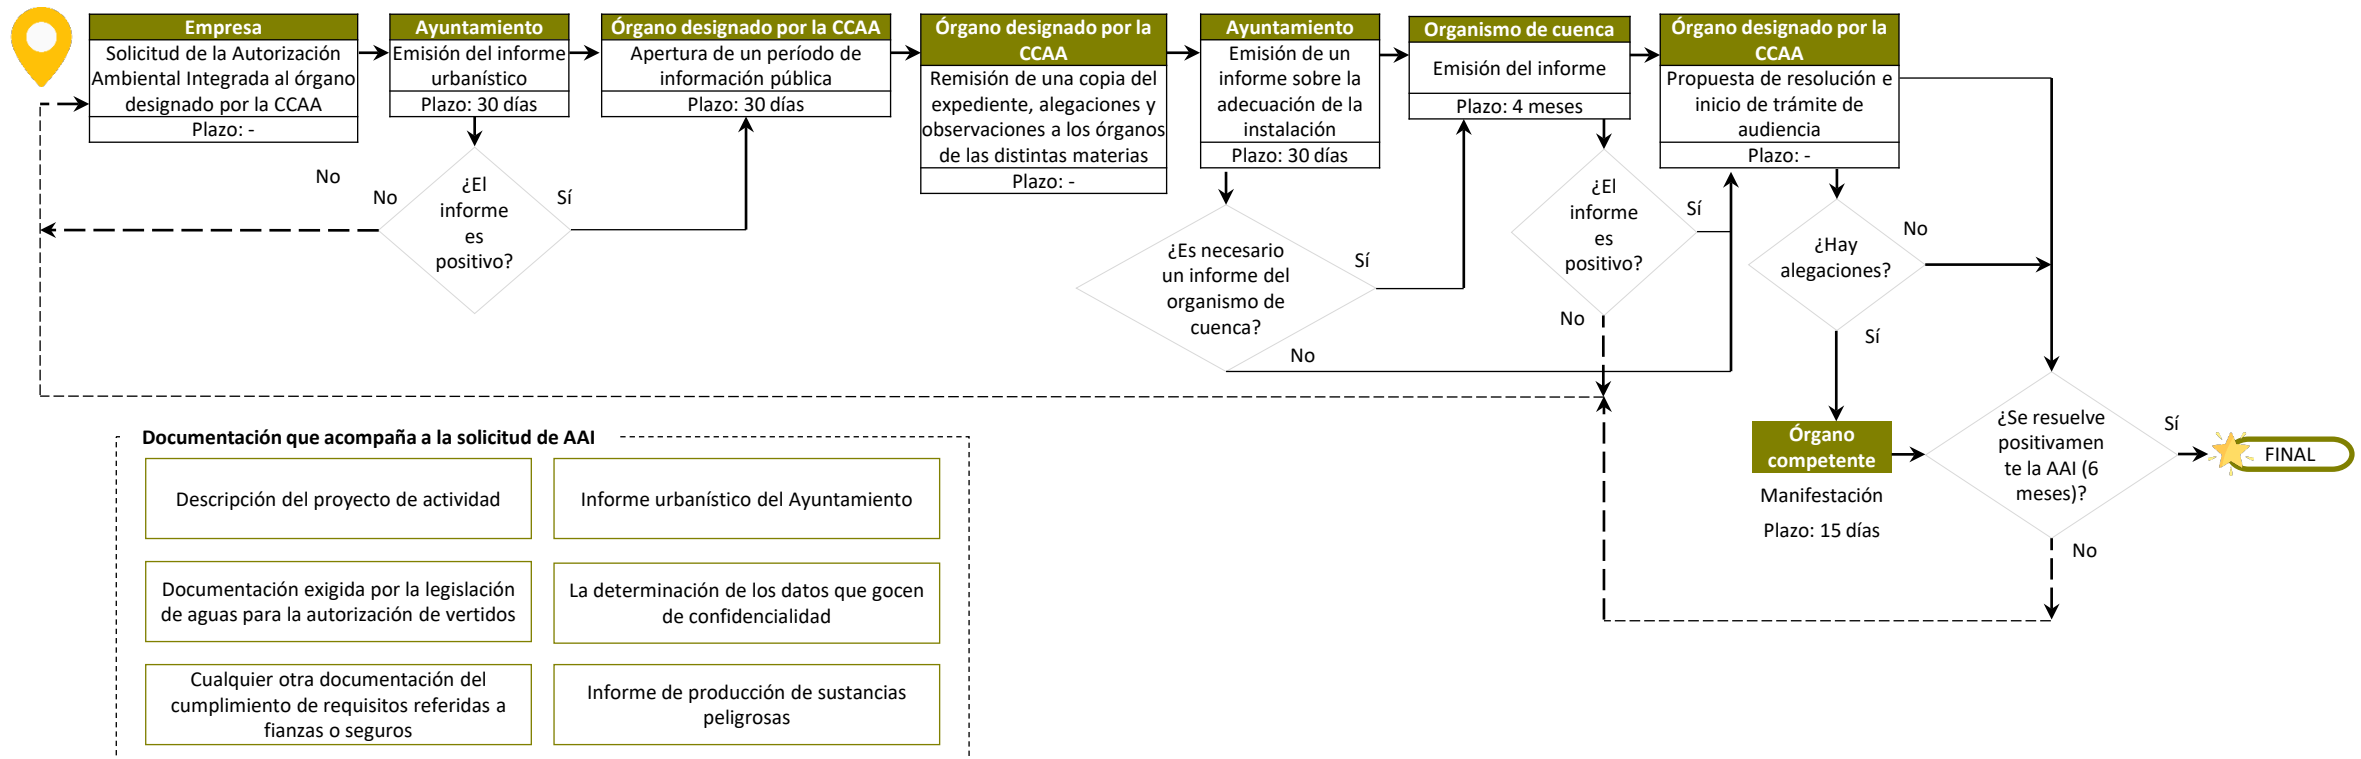 Empresa
Solicitud de la Autorización
Ambiental Integrada al órgano
designado por la CCAA
Plazo: -
Ayuntamiento
Emisión del informe
urbanístico
Plazo: 30 días
Órgano designado por la CCAA
Apertura de un período de
información pública
Plazo: 30 días
Órgano designado por la
CCAA
Remisión de una copia del
expediente, alegaciones y
observaciones a los órganos
de las distintas materias
Plazo: -
Ayuntamiento
Emisión de un
informe sobre la
adecuación de la
instalación
Plazo: 30 días
Organismo de cuenca
Emisión del informe
Plazo: 4 meses
Órgano designado por la
CCAA
Propuesta de resolución e
inicio de trámite de
audiencia
Plazo: -
No
No
¿El
informe
es
positivo?
Sí
¿Es necesario
un informe del
organismo de
cuenca?
Sí
No
¿El
informe
es
positivo?
Sí
No
¿Hay
alegaciones?
No
Sí
Órgano
competente
Manifestación
Plazo: 15 días
¿Se resuelve
positivamen
te la AAI (6
meses)?
Sí
No
FINAL
Documentación que acompaña a la solicitud de AAI
Descripción del proyecto de actividad
Informe urbanístico del Ayuntamiento
Documentación exigida por la legislación
de aguas para la autorización de vertidos
La determinación de los datos que gocen
de confidencialidad
Cualquier otra documentación del
cumplimiento de requisitos referidas a
fianzas o seguros
Informe de producción de sustancias
peligrosas